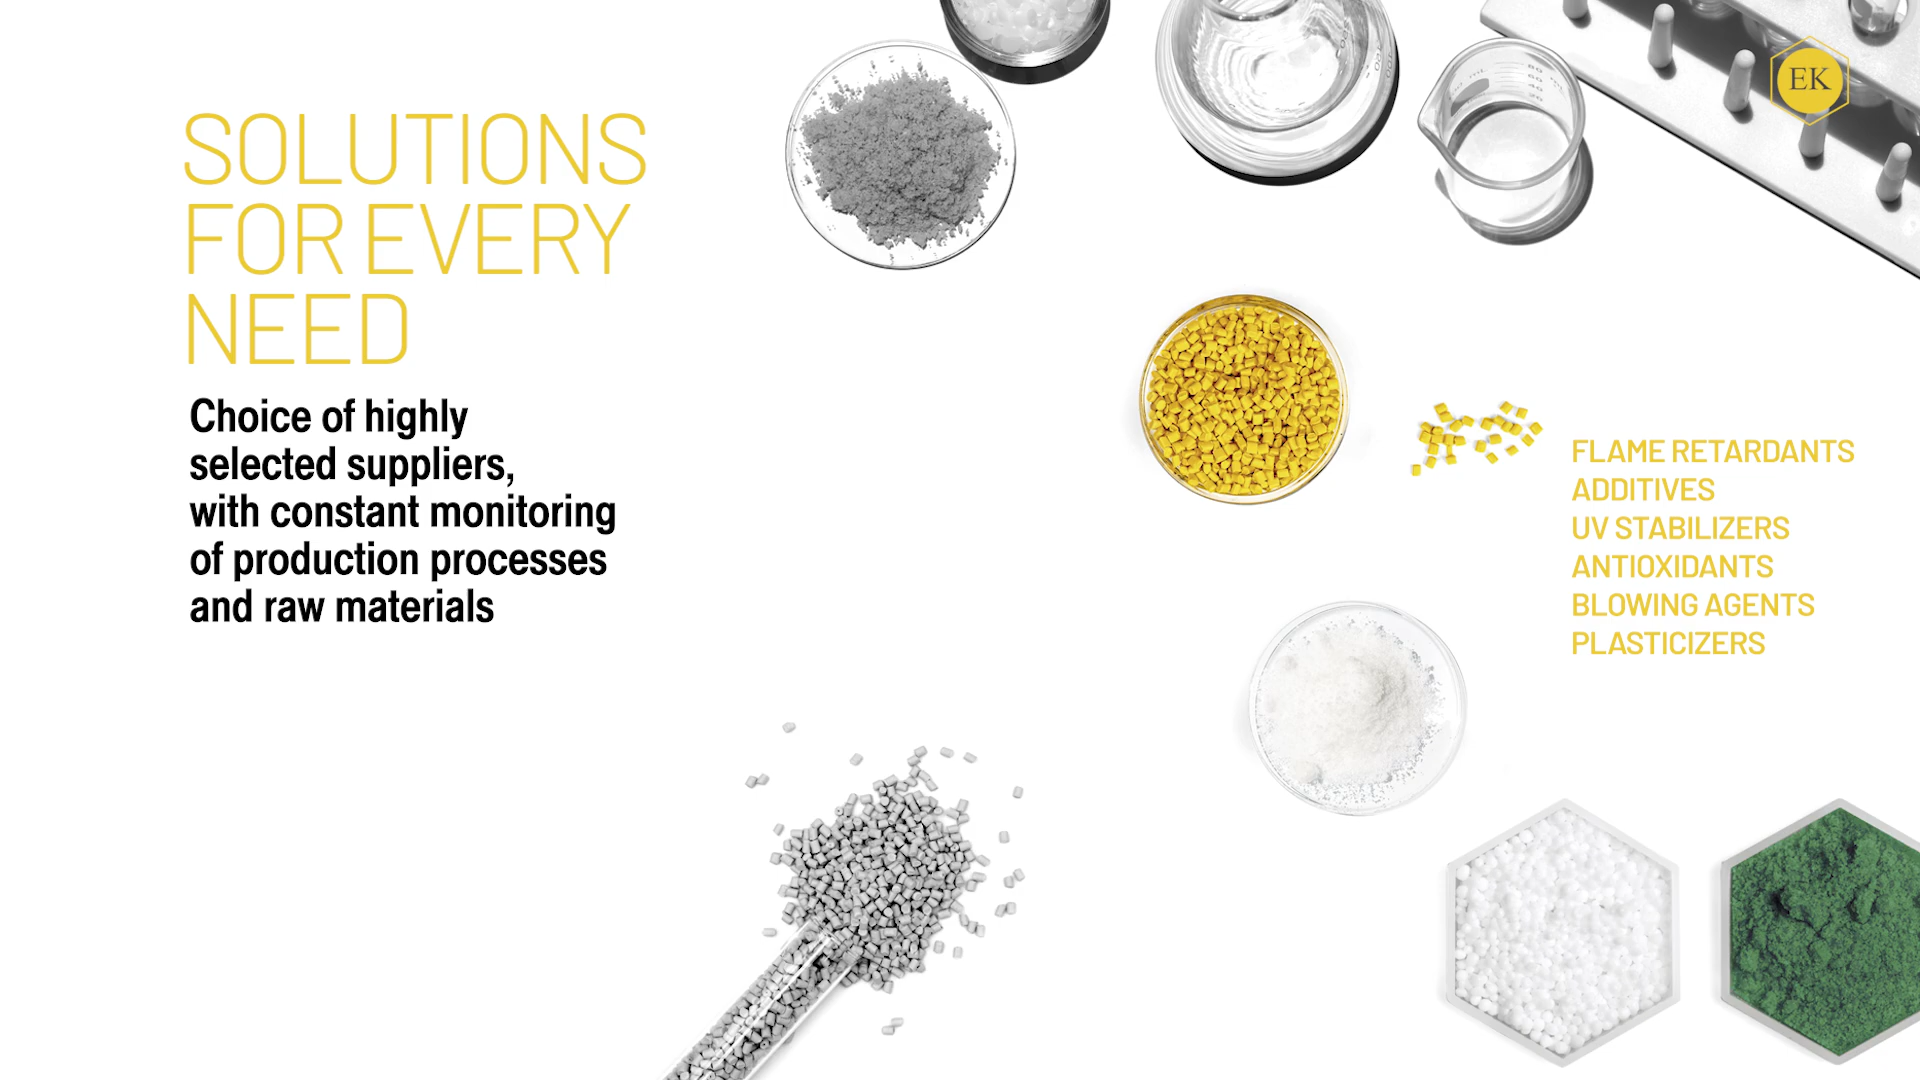 EK
SOLUTIONS
FOR EVERY
NEED
Choice of highly
selected suppliers,
with constant monitoring
of production processes
and raw materials
FLAME RETARDANTS
ADDITIVES
UV STABILIZERS
ANTIOXIDANTS
BLOWING AGENTS
PLASTICIZERS